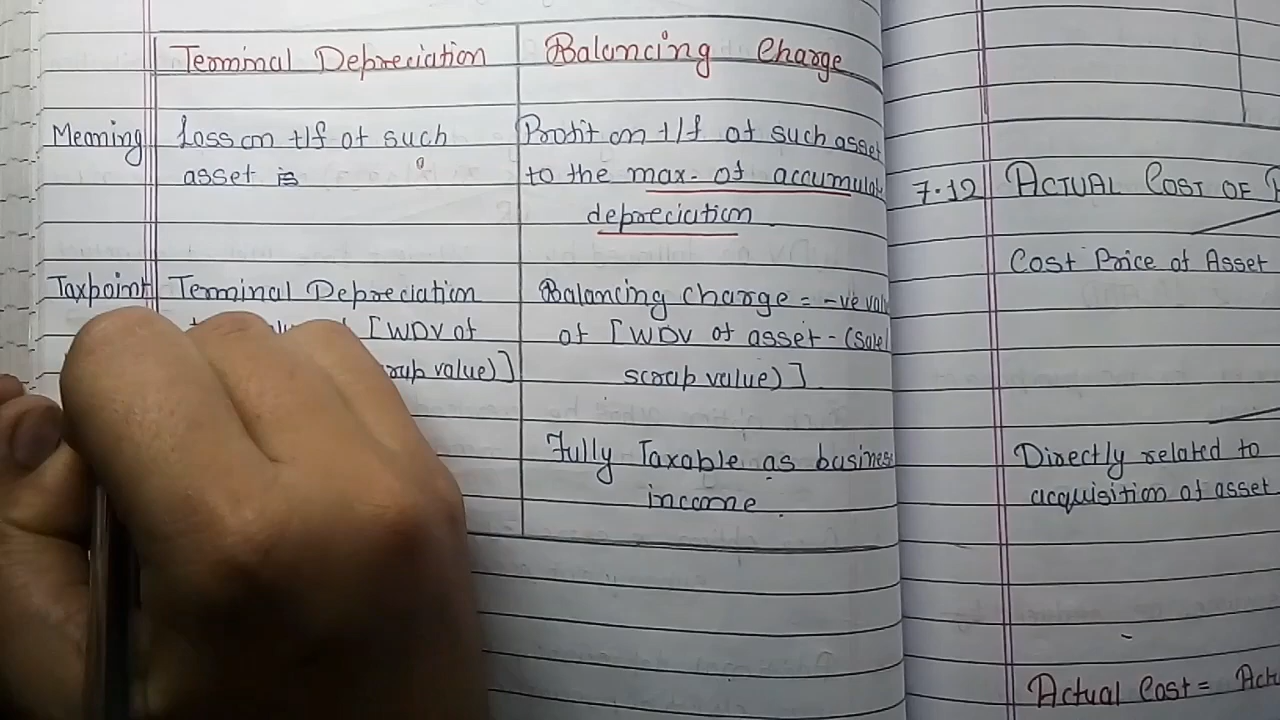 Terminal Depreciation
Balancing Charge
Meaning
Loss on t/f of such
asset is
Profit on t/f of such asset
to the max. of accumulat
depreciation
Taxpoint
Terminal Depreciation
[WDV of
scrap value)]
Balancing charge = -ve
of [WDV of asset - (Sale/
scrap value)]
Fully Taxable as business
income.
7.12 ACTUAL COST OF
Cost Price of Asset
Directly related to
acquisition of asset
Actual Cost =